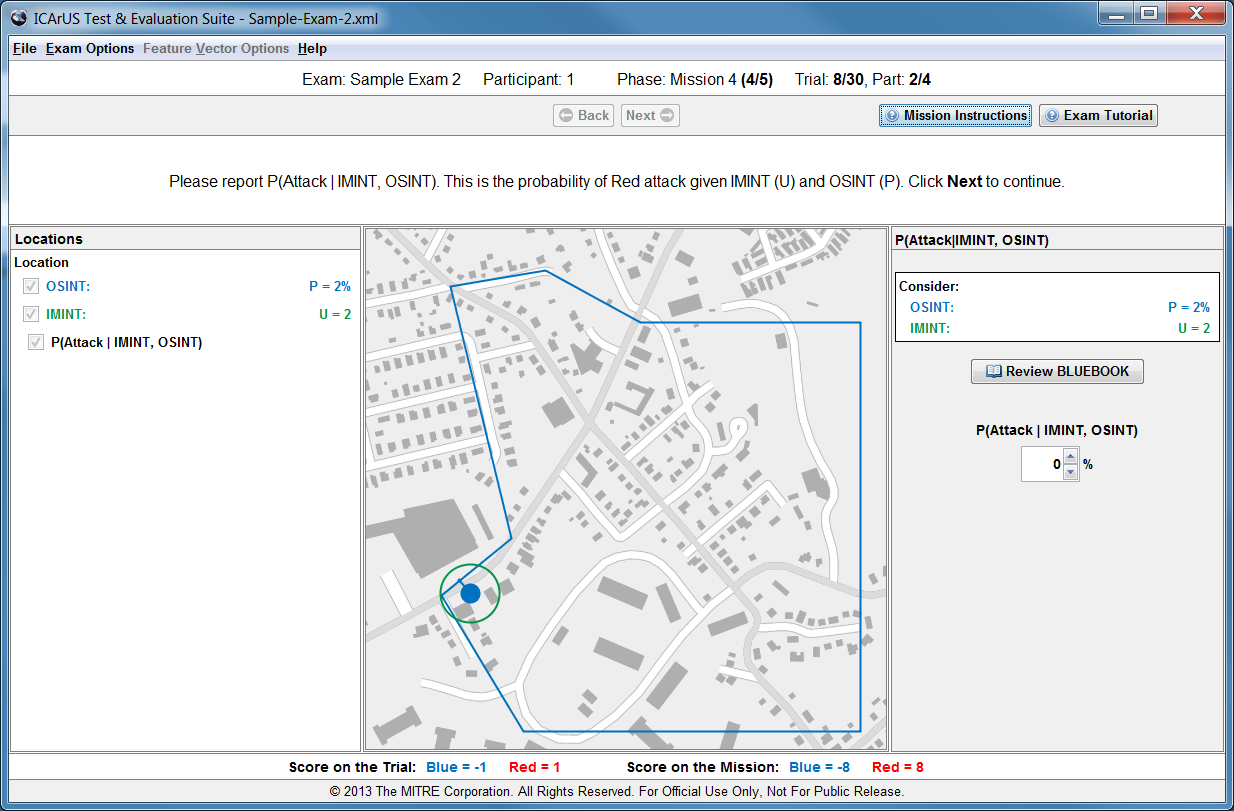 ICArUS Test & Evaluation Suite - Sample-Exam-2.xml
File Exam Options Feature Vector Options Help
Exam: Sample Exam 2 Participant: 1 Phase: Mission 4 (4/5) Trial: 8/30, Part: 2/4
Back Next Mission Instructions Exam Tutorial
Please report P(Attack | IMINT, OSINT). This is the probability of Red attack given IMINT (U) and OSINT (P). Click Next to continue.
Locations
Location
OSINT: P = 2%
IMINT: U = 2
P(Attack | IMINT, OSINT)
P(Attack|IMINT, OSINT)
Consider:
OSINT: P = 2%
IMINT: U = 2
Review BLUEBOOK
P(Attack | IMINT, OSINT)
0 %
Score on the Trial: Blue = -1 Red = 1 Score on the Mission: Blue = -8 Red = 8
© 2013 The MITRE Corporation. All Rights Reserved. For Official Use Only, Not For Public Release.